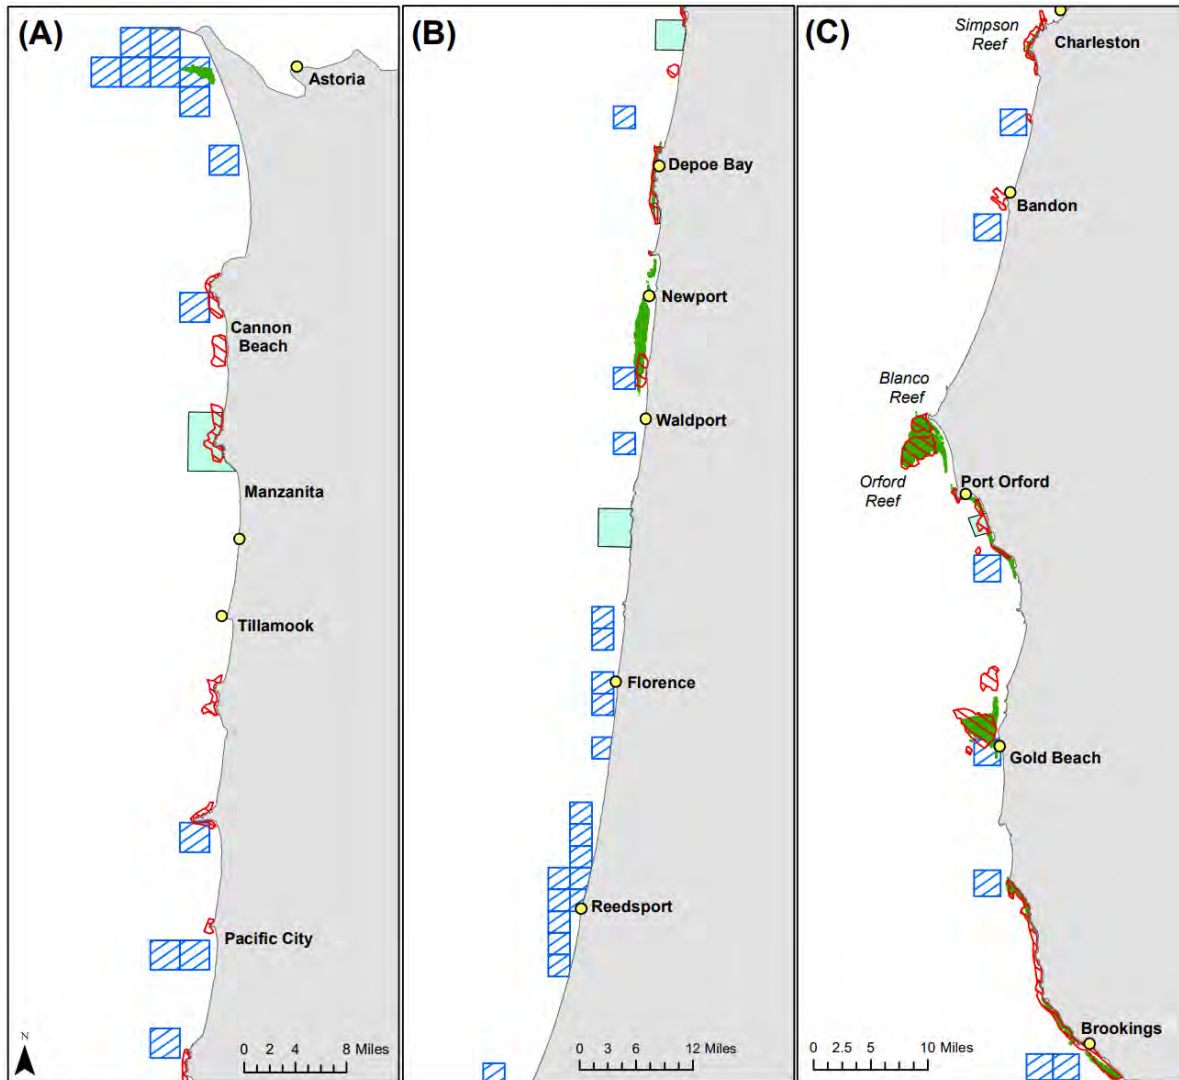 (A)
Astoria
Cannon
Beach
Manzanita
Tillamook
Pacific City
N
0 2 4 8 Miles
(B)
Depoe Bay
Newport
Waldport
Florence
Reedsport
0 3 6 12 Miles
(C)
Simpson
Reef
Charleston
Bandon
Blanco
Reef
Orford
Reef
Port Orford
Gold Beach
Brookings
0 2.5 5 10 Miles